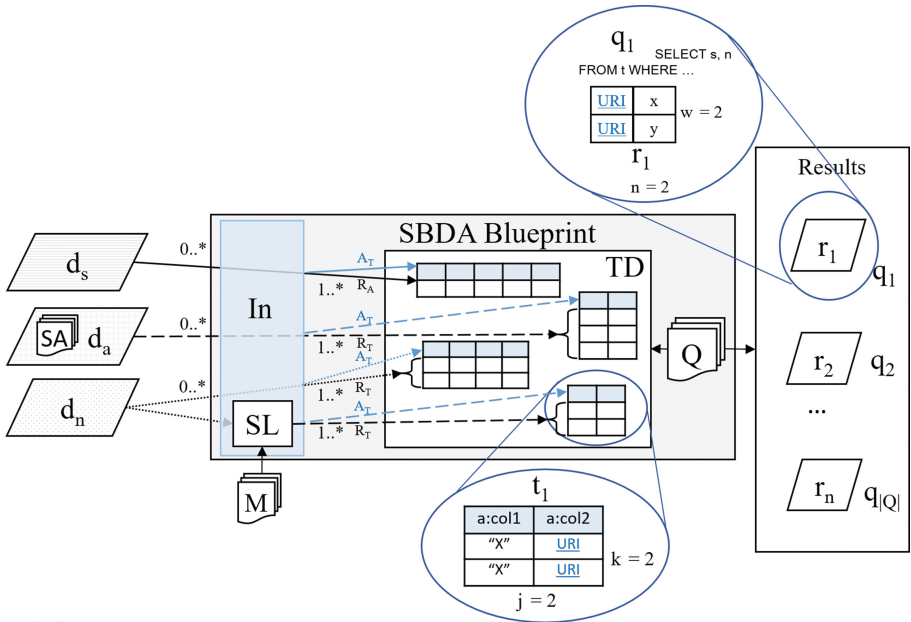 q1
SELECT s, n
FROM t WHERE ...
URI x
URI y
w = 2
r1
n = 2
Results
r1
q1
r2
q2
...
rn
q|Q|
SBDA Blueprint
TD
ds
0..*
In
AT
1..* RA
SA
da
0..*
AT
1..* RT
AT
dn
0..*
1..* RT
SL
AT
1..* RT
Q
M
t1
a:col1 a:col2
“X” URI
“X” URI
k = 2
j = 2